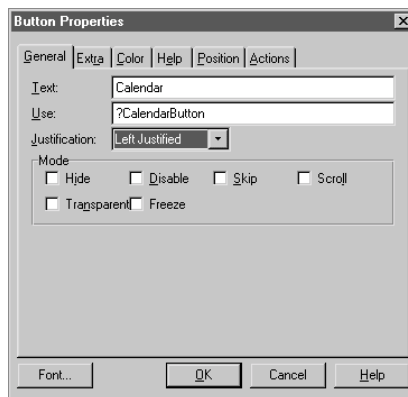 Button Properties
General Extra Color Help Position Actions
Text: Calendar
Use: ?CalendarButton
Justification: Left Justified
Mode
Hide Disable Skip Scroll
Transparent Freeze
Font... OK Cancel Help